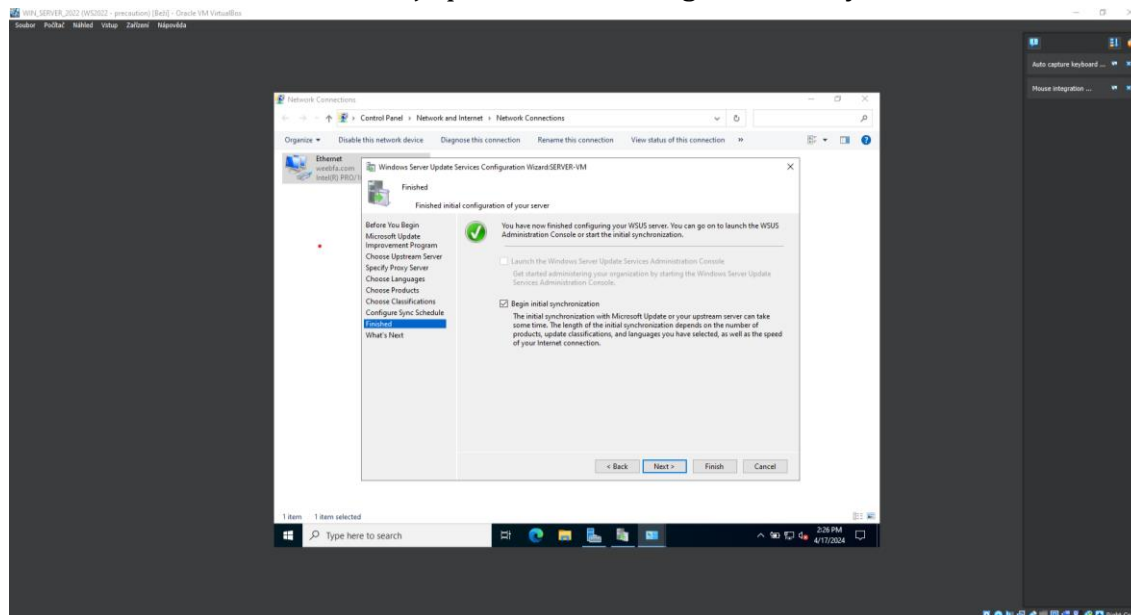 WIN_SERVER_2022 (WS2022 - precaution) [Beží] - Oracle VM VirtualBox
Soubor Počítač Náhled Vstup Zařízení Nápověda
Auto capture keyboard ...
Mouse integration ...
Network Connections
Control Panel > Network and Internet > Network Connections
Organize Disable this network device Diagnose this connection Rename this connection View status of this connection »
Ethernet
weebfa.com
Intel(R) PRO/1
Windows Server Update Services Configuration Wizard:SERVER-VM
Finished
Finished initial configuration of your server
Before You Begin
Microsoft Update
Improvement Program
Choose Upstream Server
Specify Proxy Server
Choose Languages
Choose Products
Choose Classifications
Configure Sync Schedule
Finished
What's Next
You have now finished configuring your WSUS server. You can go on to launch the WSUS
Administration Console or start the initial synchronization.
Launch the Windows Server Update Services Administration Console
Get started administering your organization by starting the Windows Server Update
Services Administration Console.
Begin initial synchronization
The initial synchronization with Microsoft Update or your upstream server can take
some time. The length of the initial synchronization depends on the number of
products, update classifications, and languages you have selected, as well as the speed
of your Internet connection.
< Back Next > Finish Cancel
1 item 1 item selected
Type here to search
2:26 PM
4/17/2024